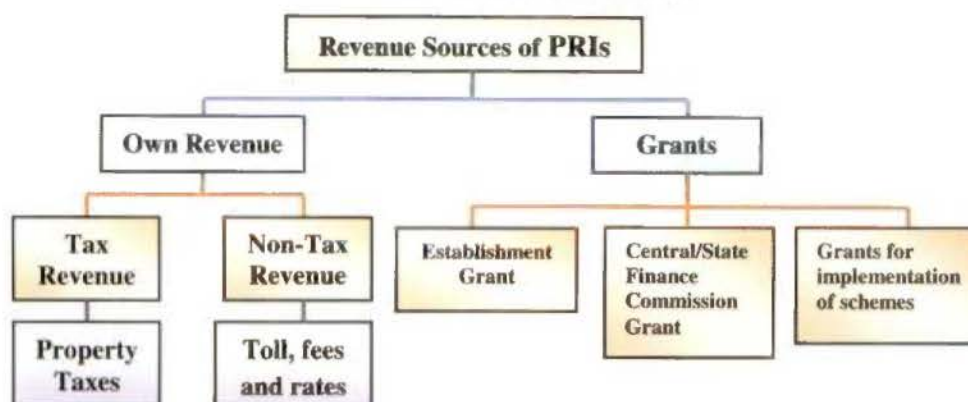 Revenue Sources of PRIs
Own Revenue
Grants
Tax
Revenue
Non-Tax
Revenue
Establishment
Grant
Central/State
Finance
Commission
Grant
Grants for
implementation
of schemes
Property
Taxes
Toll, fees
and rates